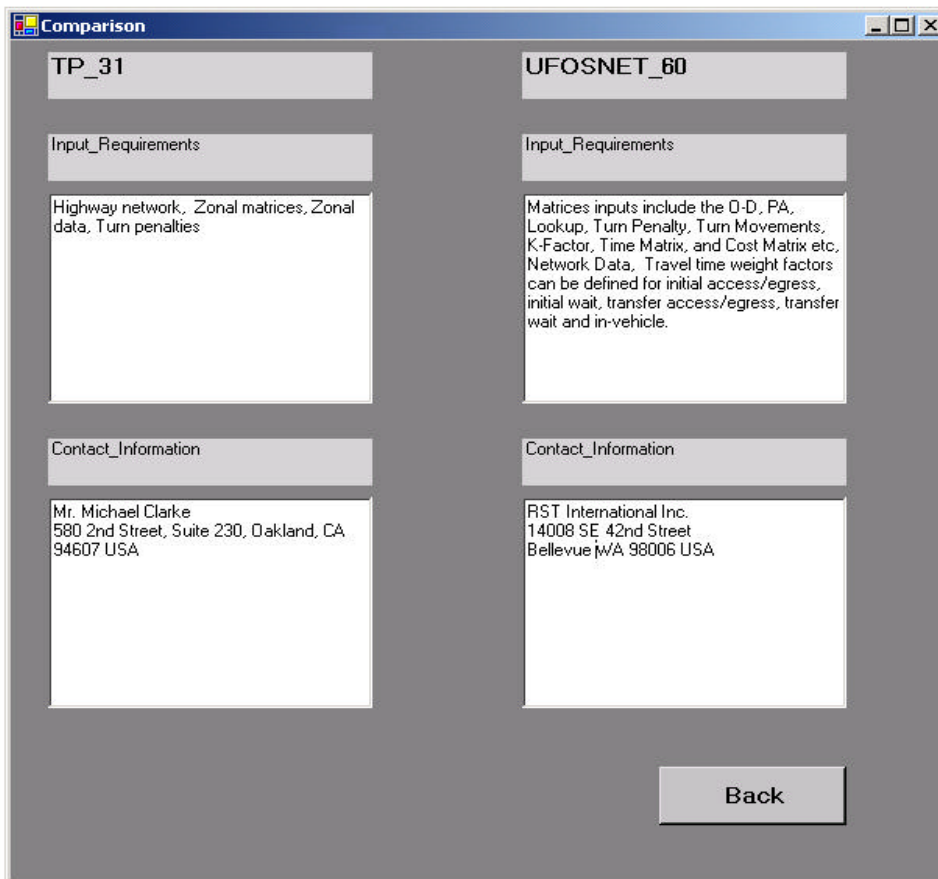 Comparison
TP_31
UFOSNET_60
Input_Requirements
Input_Requirements
Highway network,  Zonal matrices, Zonal
data, Turn penalties
Matrices inputs include the O-D, PA,
Lookup, Turn Penalty, Turn Movements,
K-Factor, Time Matrix, and Cost Matrix etc,
Network Data,  Travel time weight factors
can be defined for initial access/egress,
initial wait, transfer access/egress, transfer
wait and in-vehicle.
Contact_Information
Contact_Information
Mr. Michael Clarke
580 2nd Street, Suite 230, Oakland, CA
94607 USA
RST International Inc.
14008 SE 42nd Street
Bellevue WA 98006 USA
Back